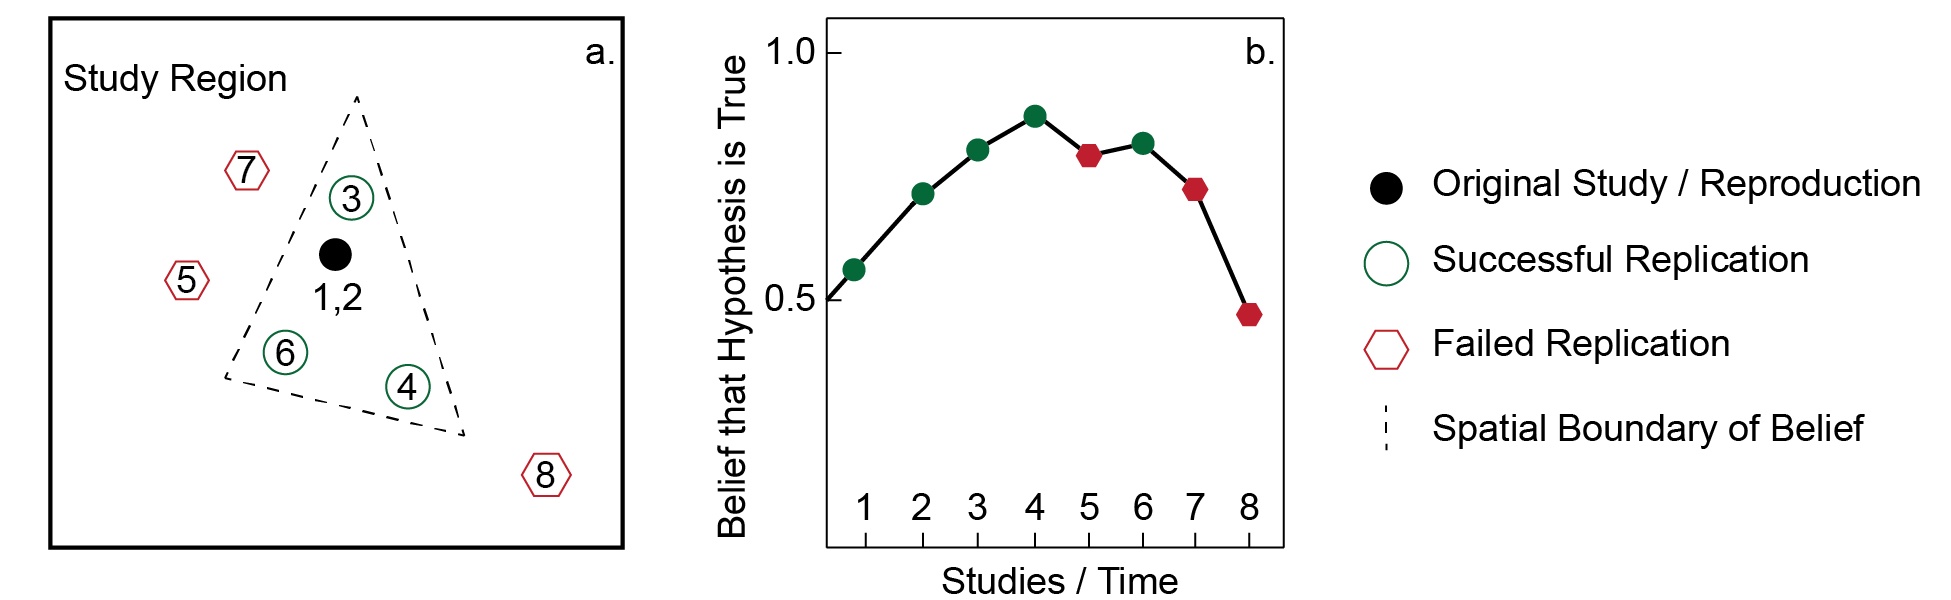 a.
Study Region
7
3
5
1,2
6
4
8
b.
1.0
0.5
Belief that Hypothesis is True
1 2 3 4 5 6 7 8
Studies / Time
Original Study / Reproduction
Successful Replication
Failed Replication
Spatial Boundary of Belief